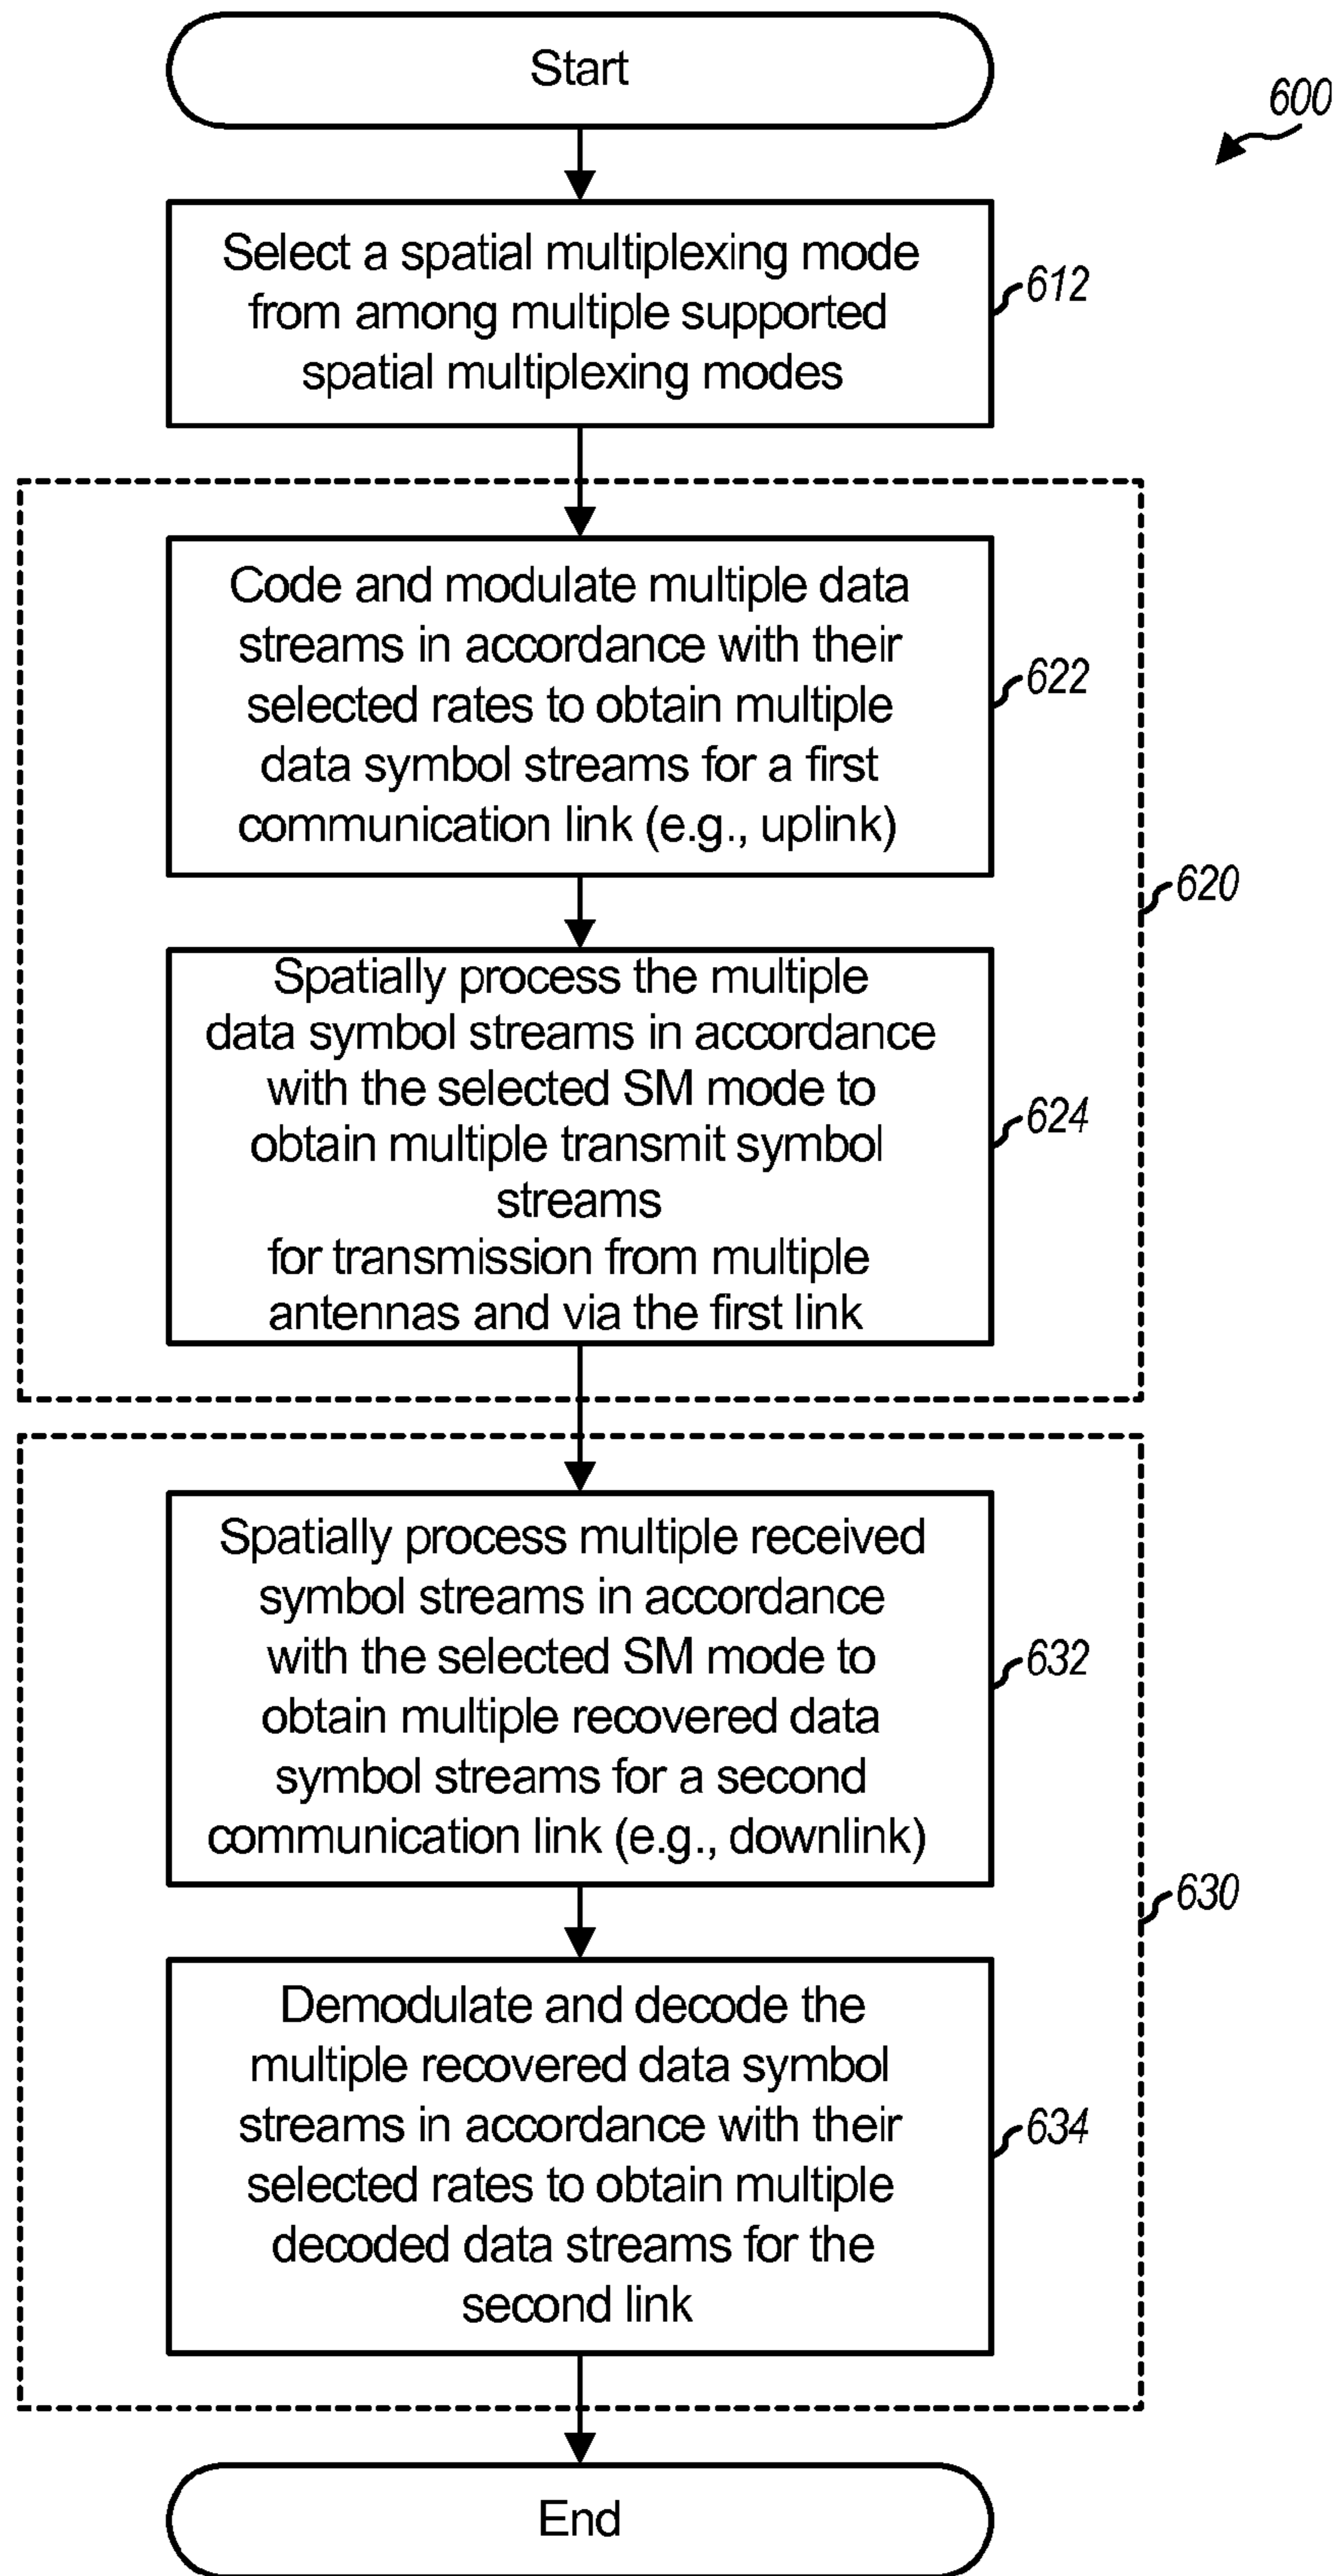 Start
600
Select a spatial multiplexing mode
from among multiple supported
spatial multiplexing modes
612
Code and modulate multiple data
streams in accordance with their
selected rates to obtain multiple
data symbol streams for a first
communication link (e.g., uplink)
622
620
Spatially process the multiple
data symbol streams in accordance
with the selected SM mode to
obtain multiple transmit symbol
streams
for transmission from multiple
antennas and via the first link
624
Spatially process multiple received
symbol streams in accordance
with the selected SM mode to
obtain multiple recovered data
symbol streams for a second
communication link (e.g., downlink)
632
630
Demodulate and decode the
multiple recovered data symbol
streams in accordance with their
selected rates to obtain multiple
decoded data streams for the
second link
634
End